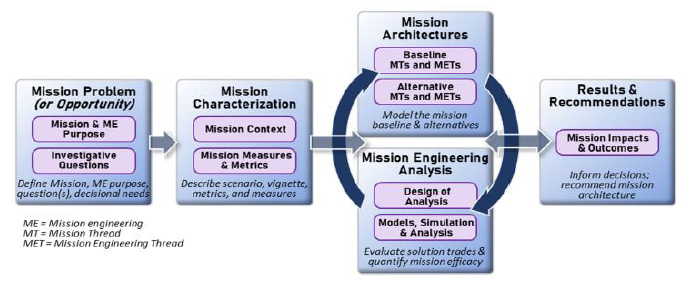 Mission Problem
(or Opportunity)
Mission & ME
Purpose
Investigative
Questions
Define Mission, ME purpose,
question(s), decisional needs
Mission
Characterization
Mission Context
Mission Measures
& Metrics
Describe scenario, vignette,
metrics, and measures
Mission
Architectures
Baseline
MTs and METs
Alternative
MTs and METs
Model the mission
baseline & alternatives
Mission Engineering
Analysis
Design of
Analysis
Models, Simulation
& Analysis
Evaluate solution trades &
quantify mission efficacy
Results &
Recommendations
Mission Impacts
& Outcomes
Inform decisions;
recommend mission
architecture
ME = Mission engineering
MT = Mission Thread
MET = Mission Engineering Thread